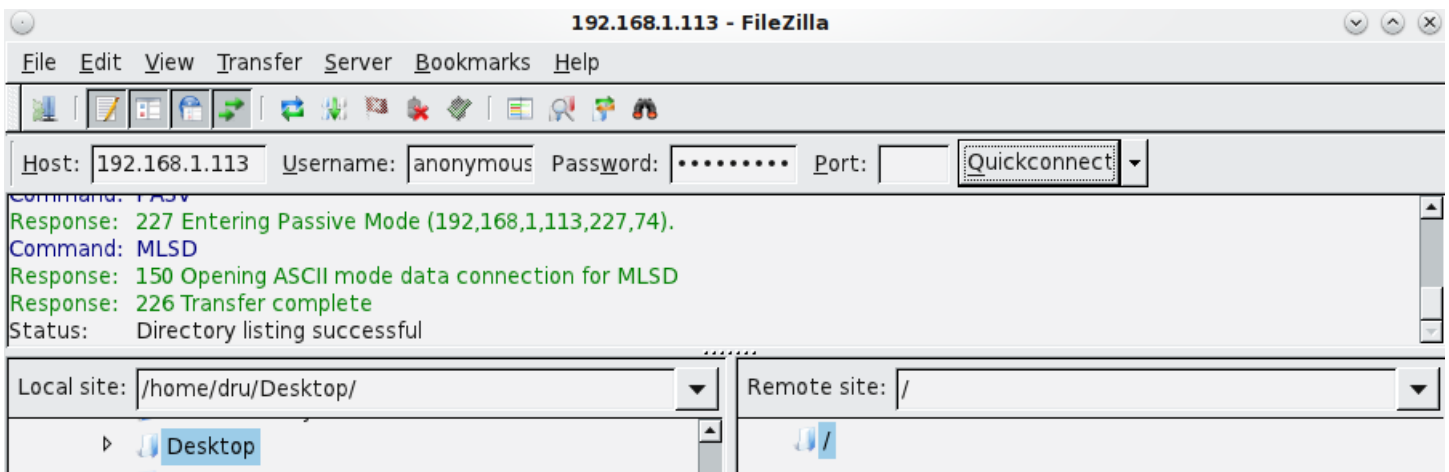 192.168.1.113 - FileZilla
File Edit View Transfer Server Bookmarks Help
Host: 192.168.1.113 Username: anonymous Password: ••••••••• Port: Quickconnect
Command: PASV
Response: 227 Entering Passive Mode (192,168,1,113,227,74).
Command: MLSD
Response: 150 Opening ASCII mode data connection for MLSD
Response: 226 Transfer complete
Status: Directory listing successful
Local site: /home/dru/Desktop/ Remote site: /
Desktop /